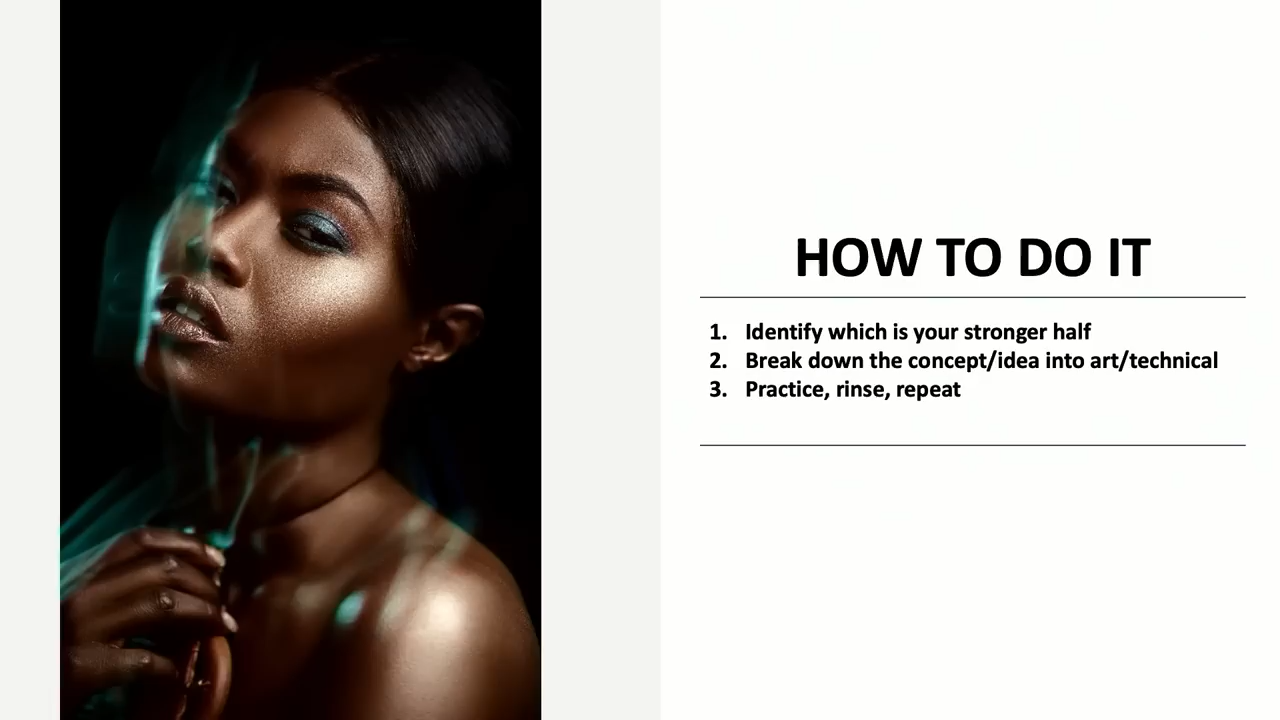 HOW TO DO IT
1. Identify which is your stronger half
2. Break down the concept/idea into art/technical
3. Practice, rinse, repeat